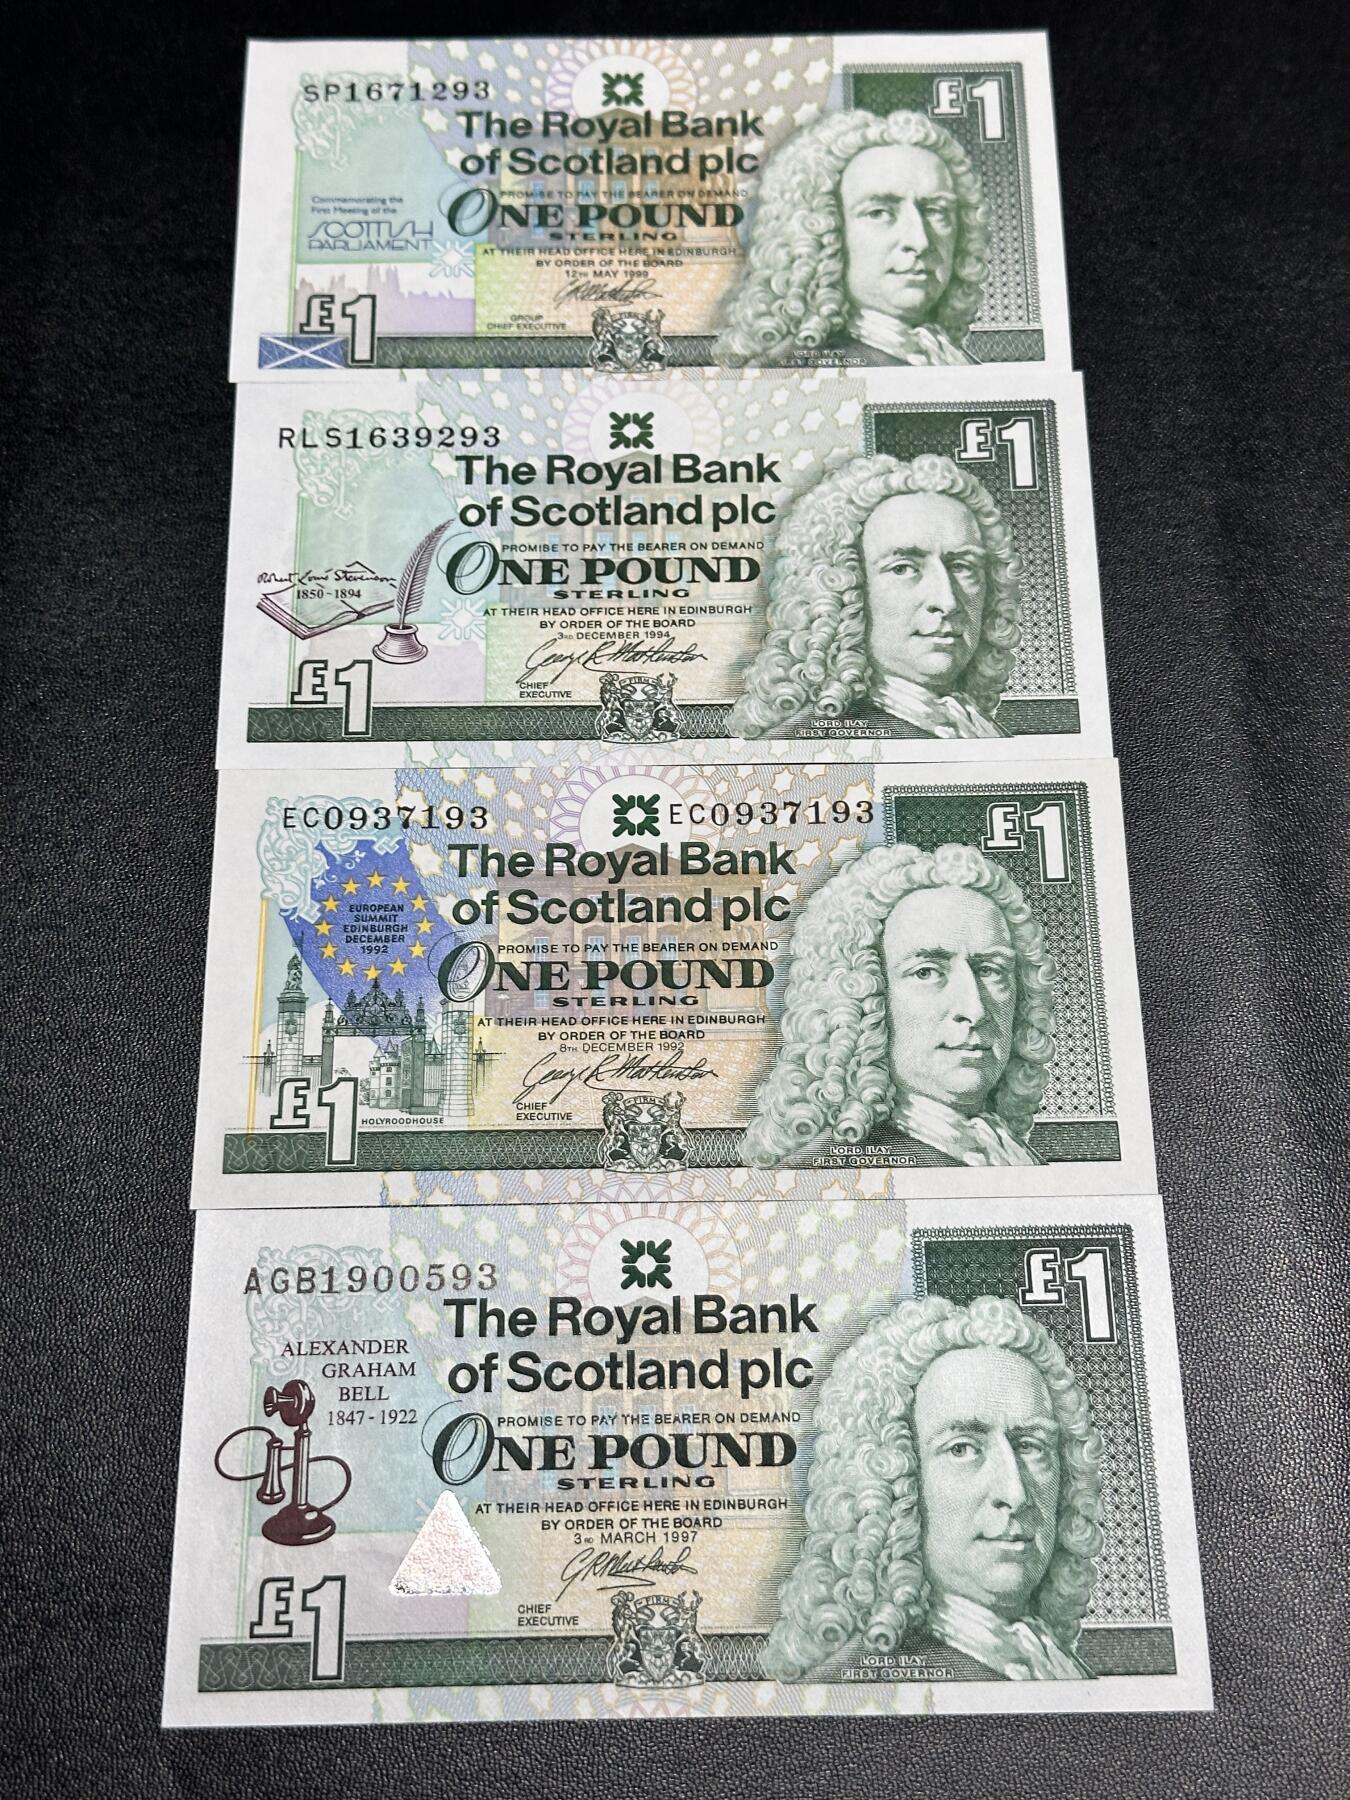 SP1671293
£1
The Royal Bank
of Scotland plc
PROMISE TO PAY THE BEARER ON DEMAND
Commemorating the
First Meeting of the
SCOTTISH
PARLIAMENT
ONE POUND
STERLING
AT THEIR HEAD OFFICE HERE IN EDINBURGH
BY ORDER OF THE BOARD
12TH MAY 1999
£1
GROUP
CHIEF EXECUTIVE
LORD ILAY
FIRST GOVERNOR
RLS1639293
£1
The Royal Bank
of Scotland plc
PROMISE TO PAY THE BEARER ON DEMAND
ONE POUND
STERLING
Robert Louis Stevenson
1850-1894
AT THEIR HEAD OFFICE HERE IN EDINBURGH
BY ORDER OF THE BOARD
3RD DECEMBER 1994
£1
CHIEF
EXECUTIVE
FIRM
LORD ILAY
FIRST GOVERNOR
EC0937193
EC0937193
£1
The Royal Bank
of Scotland plc
EUROPEAN
SUMMIT
EDINBURGH
DECEMBER
1992
PROMISE TO PAY THE BEARER ON DEMAND
ONE POUND
STERLING
AT THEIR HEAD OFFICE HERE IN EDINBURGH
BY ORDER OF THE BOARD
8TH DECEMBER 1992
£1
HOLYROODHOUSE
CHIEF
EXECUTIVE
FIRM
LORD ILAY
FIRST GOVERNOR
AGB1900593
£1
The Royal Bank
of Scotland plc
ALEXANDER
GRAHAM
BELL
1847-1922
PROMISE TO PAY THE BEARER ON DEMAND
ONE POUND
STERLING
AT THEIR HEAD OFFICE HERE IN EDINBURGH
BY ORDER OF THE BOARD
3RD MARCH 1997
£1
CHIEF
EXECUTIVE
FIRM
LORD ILAY
FIRST GOVERNOR